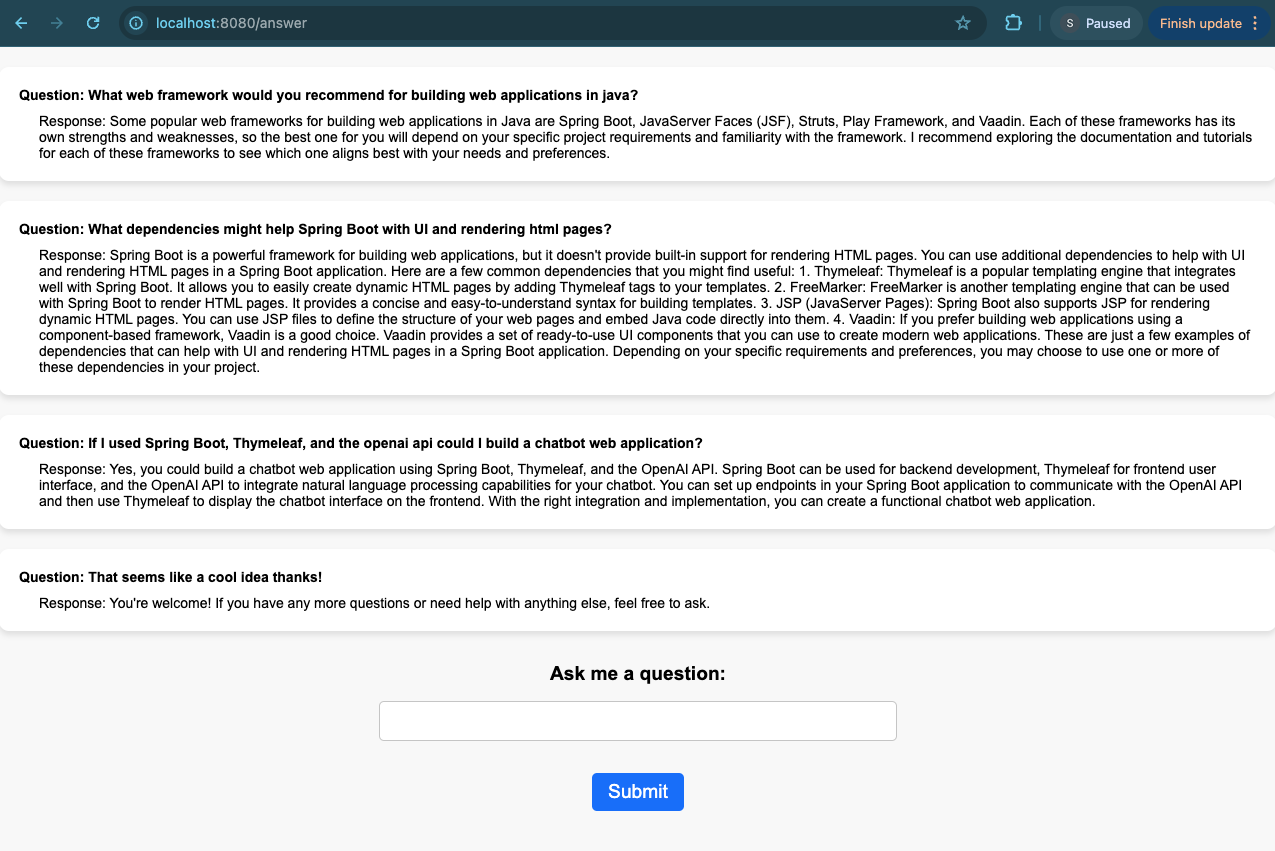 localhost:8080/answer
S Paused
Finish update
Question: What web framework would you recommend for building web applications in java?
Response: Some popular web frameworks for building web applications in Java are Spring Boot, JavaServer Faces (JSF), Struts, Play Framework, and Vaadin. Each of these frameworks has its
own strengths and weaknesses, so the best one for you will depend on your specific project requirements and familiarity with the framework. I recommend exploring the documentation and tutorials
for each of these frameworks to see which one aligns best with your needs and preferences.
Question: What dependencies might help Spring Boot with UI and rendering html pages?
Response: Spring Boot is a powerful framework for building web applications, but it doesn't provide built-in support for rendering HTML pages. You can use additional dependencies to help with UI
and rendering HTML pages in a Spring Boot application. Here are a few common dependencies that you might find useful: 1. Thymeleaf: Thymeleaf is a popular templating engine that integrates
well with Spring Boot. It allows you to easily create dynamic HTML pages by adding Thymeleaf tags to your templates. 2. FreeMarker: FreeMarker is another templating engine that can be used
with Spring Boot to render HTML pages. It provides a concise and easy-to-understand syntax for building templates. 3. JSP (JavaServer Pages): Spring Boot also supports JSP for rendering
dynamic HTML pages. You can use JSP files to define the structure of your web pages and embed Java code directly into them. 4. Vaadin: If you prefer building web applications using a
component-based framework, Vaadin is a good choice. Vaadin provides a set of ready-to-use UI components that you can use to create modern web applications. These are just a few examples of
dependencies that can help with UI and rendering HTML pages in a Spring Boot application. Depending on your specific requirements and preferences, you may choose to use one or more of
these dependencies in your project.
Question: If I used Spring Boot, Thymeleaf, and the openai api could I build a chatbot web application?
Response: Yes, you could build a chatbot web application using Spring Boot, Thymeleaf, and the OpenAI API. Spring Boot can be used for backend development, Thymeleaf for frontend user
interface, and the OpenAI API to integrate natural language processing capabilities for your chatbot. You can set up endpoints in your Spring Boot application to communicate with the OpenAI API
and then use Thymeleaf to display the chatbot interface on the frontend. With the right integration and implementation, you can create a functional chatbot web application.
Question: That seems like a cool idea thanks!
Response: You're welcome! If you have any more questions or need help with anything else, feel free to ask.
Ask me a question:
Submit